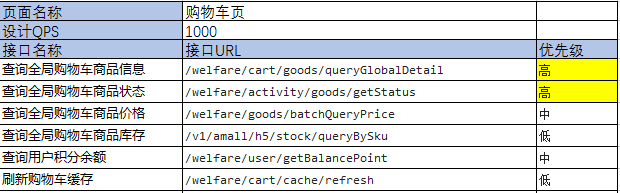 页面名称 购物车页
设计QPS 1000
接口名称 接口URL 优先级
查询全局购物车商品信息 /welfare/cart/goods/queryGlobalDetail 高
查询全局购物车商品状态 /welfare/activity/goods/getStatus 高
查询全局购物车商品价格 /welfare/goods/batchQueryPrice 中
查询全局购物车商品库存 /v1/amall/h5/stock/queryBySku 低
查询用户积分余额 /welfare/user/getBalancePoint 中
刷新购物车缓存 /welfare/cart/cache/refresh 低